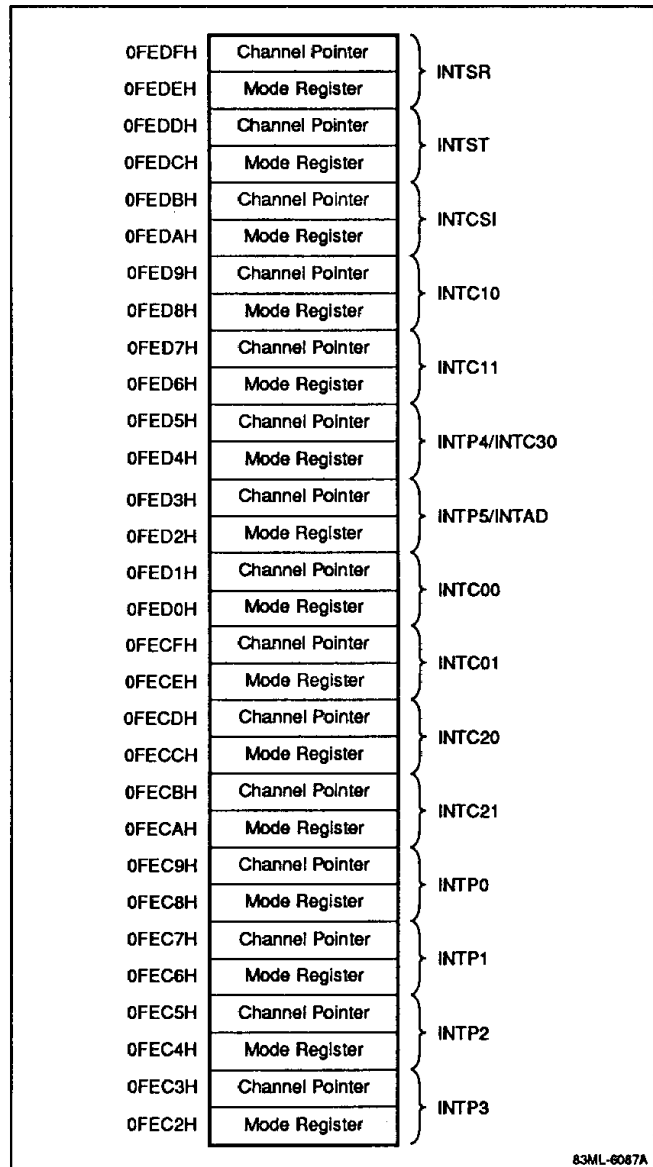 0FEDFH Channel Pointer
INTSR
0FEDEH Mode Register
0FEDDH Channel Pointer
INTST
0FEDCH Mode Register
0FEDBH Channel Pointer
INTCSI
0FEDAH Mode Register
0FED9H Channel Pointer
INTC10
0FED8H Mode Register
0FED7H Channel Pointer
INTC11
0FED6H Mode Register
0FED5H Channel Pointer
INTP4/INTC30
0FED4H Mode Register
0FED3H Channel Pointer
INTP5/INTAD
0FED2H Mode Register
0FED1H Channel Pointer
INTC00
0FED0H Mode Register
0FECFH Channel Pointer
INTC01
0FECEH Mode Register
0FECDH Channel Pointer
INTC20
0FECCH Mode Register
0FECBH Channel Pointer
INTC21
0FECAH Mode Register
0FEC9H Channel Pointer
INTP0
0FEC8H Mode Register
0FEC7H Channel Pointer
INTP1
0FEC6H Mode Register
0FEC5H Channel Pointer
INTP2
0FEC4H Mode Register
0FEC3H Channel Pointer
INTP3
0FEC2H Mode Register
83ML-6087A